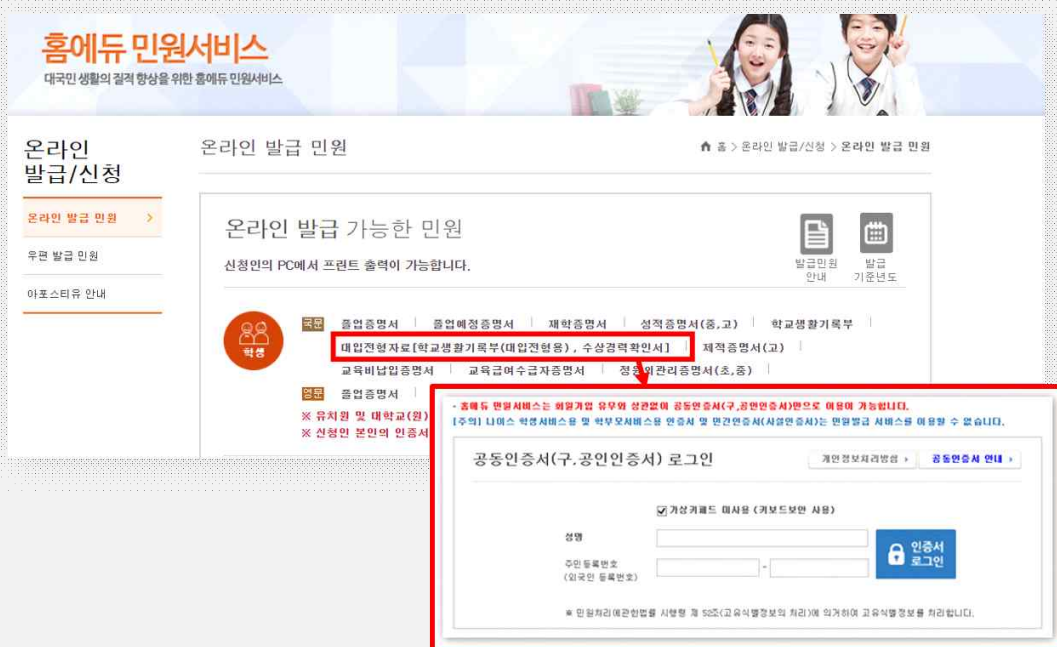 홈에듀 민원서비스
대국민 생활의 질적 향상을 위한 홈에듀 민원서비스
온라인
발급/신청
온라인 발급 민원
홈 > 온라인 발급/신청 > 온라인 발급 민원
온라인 발급 민원 >
우편 발급 민원
아포스티유 안내
온라인 발급 가능한 민원
신청인의 PC에서 프린트 출력이 가능합니다.
발급민원
안내
발급
기준년도
학생
국문 졸업증명서 | 졸업예정증명서 | 재학증명서 | 성적증명서(중,고) | 학교생활기록부 |
대입전형자료[학교생활기록부(대입전형용), 수상경력확인서] | 제적증명서(고) |
교육비납입증명서 | 교육급여수급자증명서 | 정원외관리증명서(초,중) |
영문 졸업증명서 |
※ 유치원 및 대학교(원)
※ 신청인 본인의 인증서
- 홈에듀 민원서비스는 회원가입 유무와 상관없이 공동인증서(구,공인인증서)만으로 이용이 가능합니다.
[주의] 나이스 학생서비스용 및 학부모서비스용 인증서 및 민간인증서(사설인증서)는 민원발급 서비스를 이용할 수 없습니다.
공동인증서(구,공인인증서) 로그인
개인정보처리방침 >
공동인증서 안내 >
가상키패드 미사용 (키보드보안 사용)
성명
주민등록번호
(외국인 등록번호)
-
인증서
로그인
※ 민원처리에관한법률 시행령 제 52조(고유식별정보의 처리)에 의거하여 고유식별정보를 처리합니다.